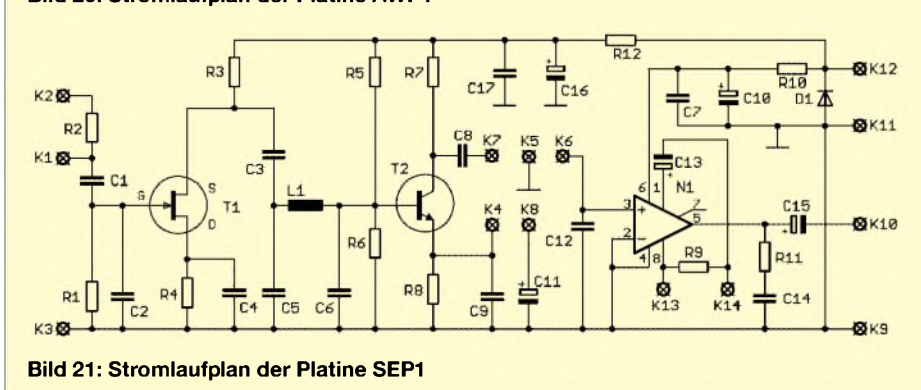 R12
R3
R5
R7
C17
C16
R10
K12
K2
C7
C10
D1
R2
K11
K1
C8
K7
K5
K6
C3
C13
C1
T2
S
L1
6
1
N1
G
T1
K4
K8
7
C15
D
3
5
K10
R6
C12
2
4
8
R9
R11
R1
R4
C11
C2
C4
C5
C6
R8
C9
K13
K14
C14
K3
K9
Bild 21: Stromlaufplan der Platine SEP1